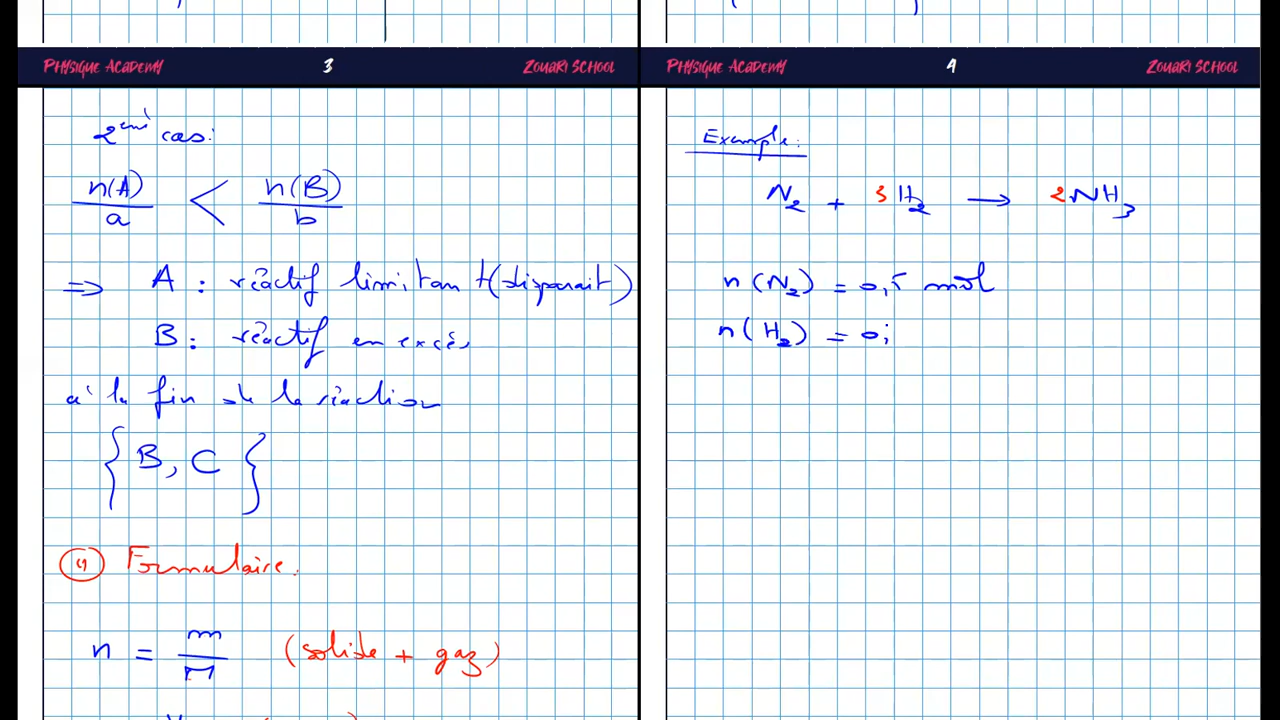 PHYSIQUE ACADEMY 3 ZOUARI SCHOOL
2ème cas:
n(A)/a < n(B)/b
=> A : réactif limitant (disparait)
B : réactif en excès
à la fin de la réaction
{ B, C }
④ Formulaire.
n = m/M (solide + gaz)
PHYSIQUE ACADEMY 4 ZOUARI SCHOOL
Example:
N2 + 3H2 → 2NH3
n(N2) = 0,5 mol
n(H2) = 0,